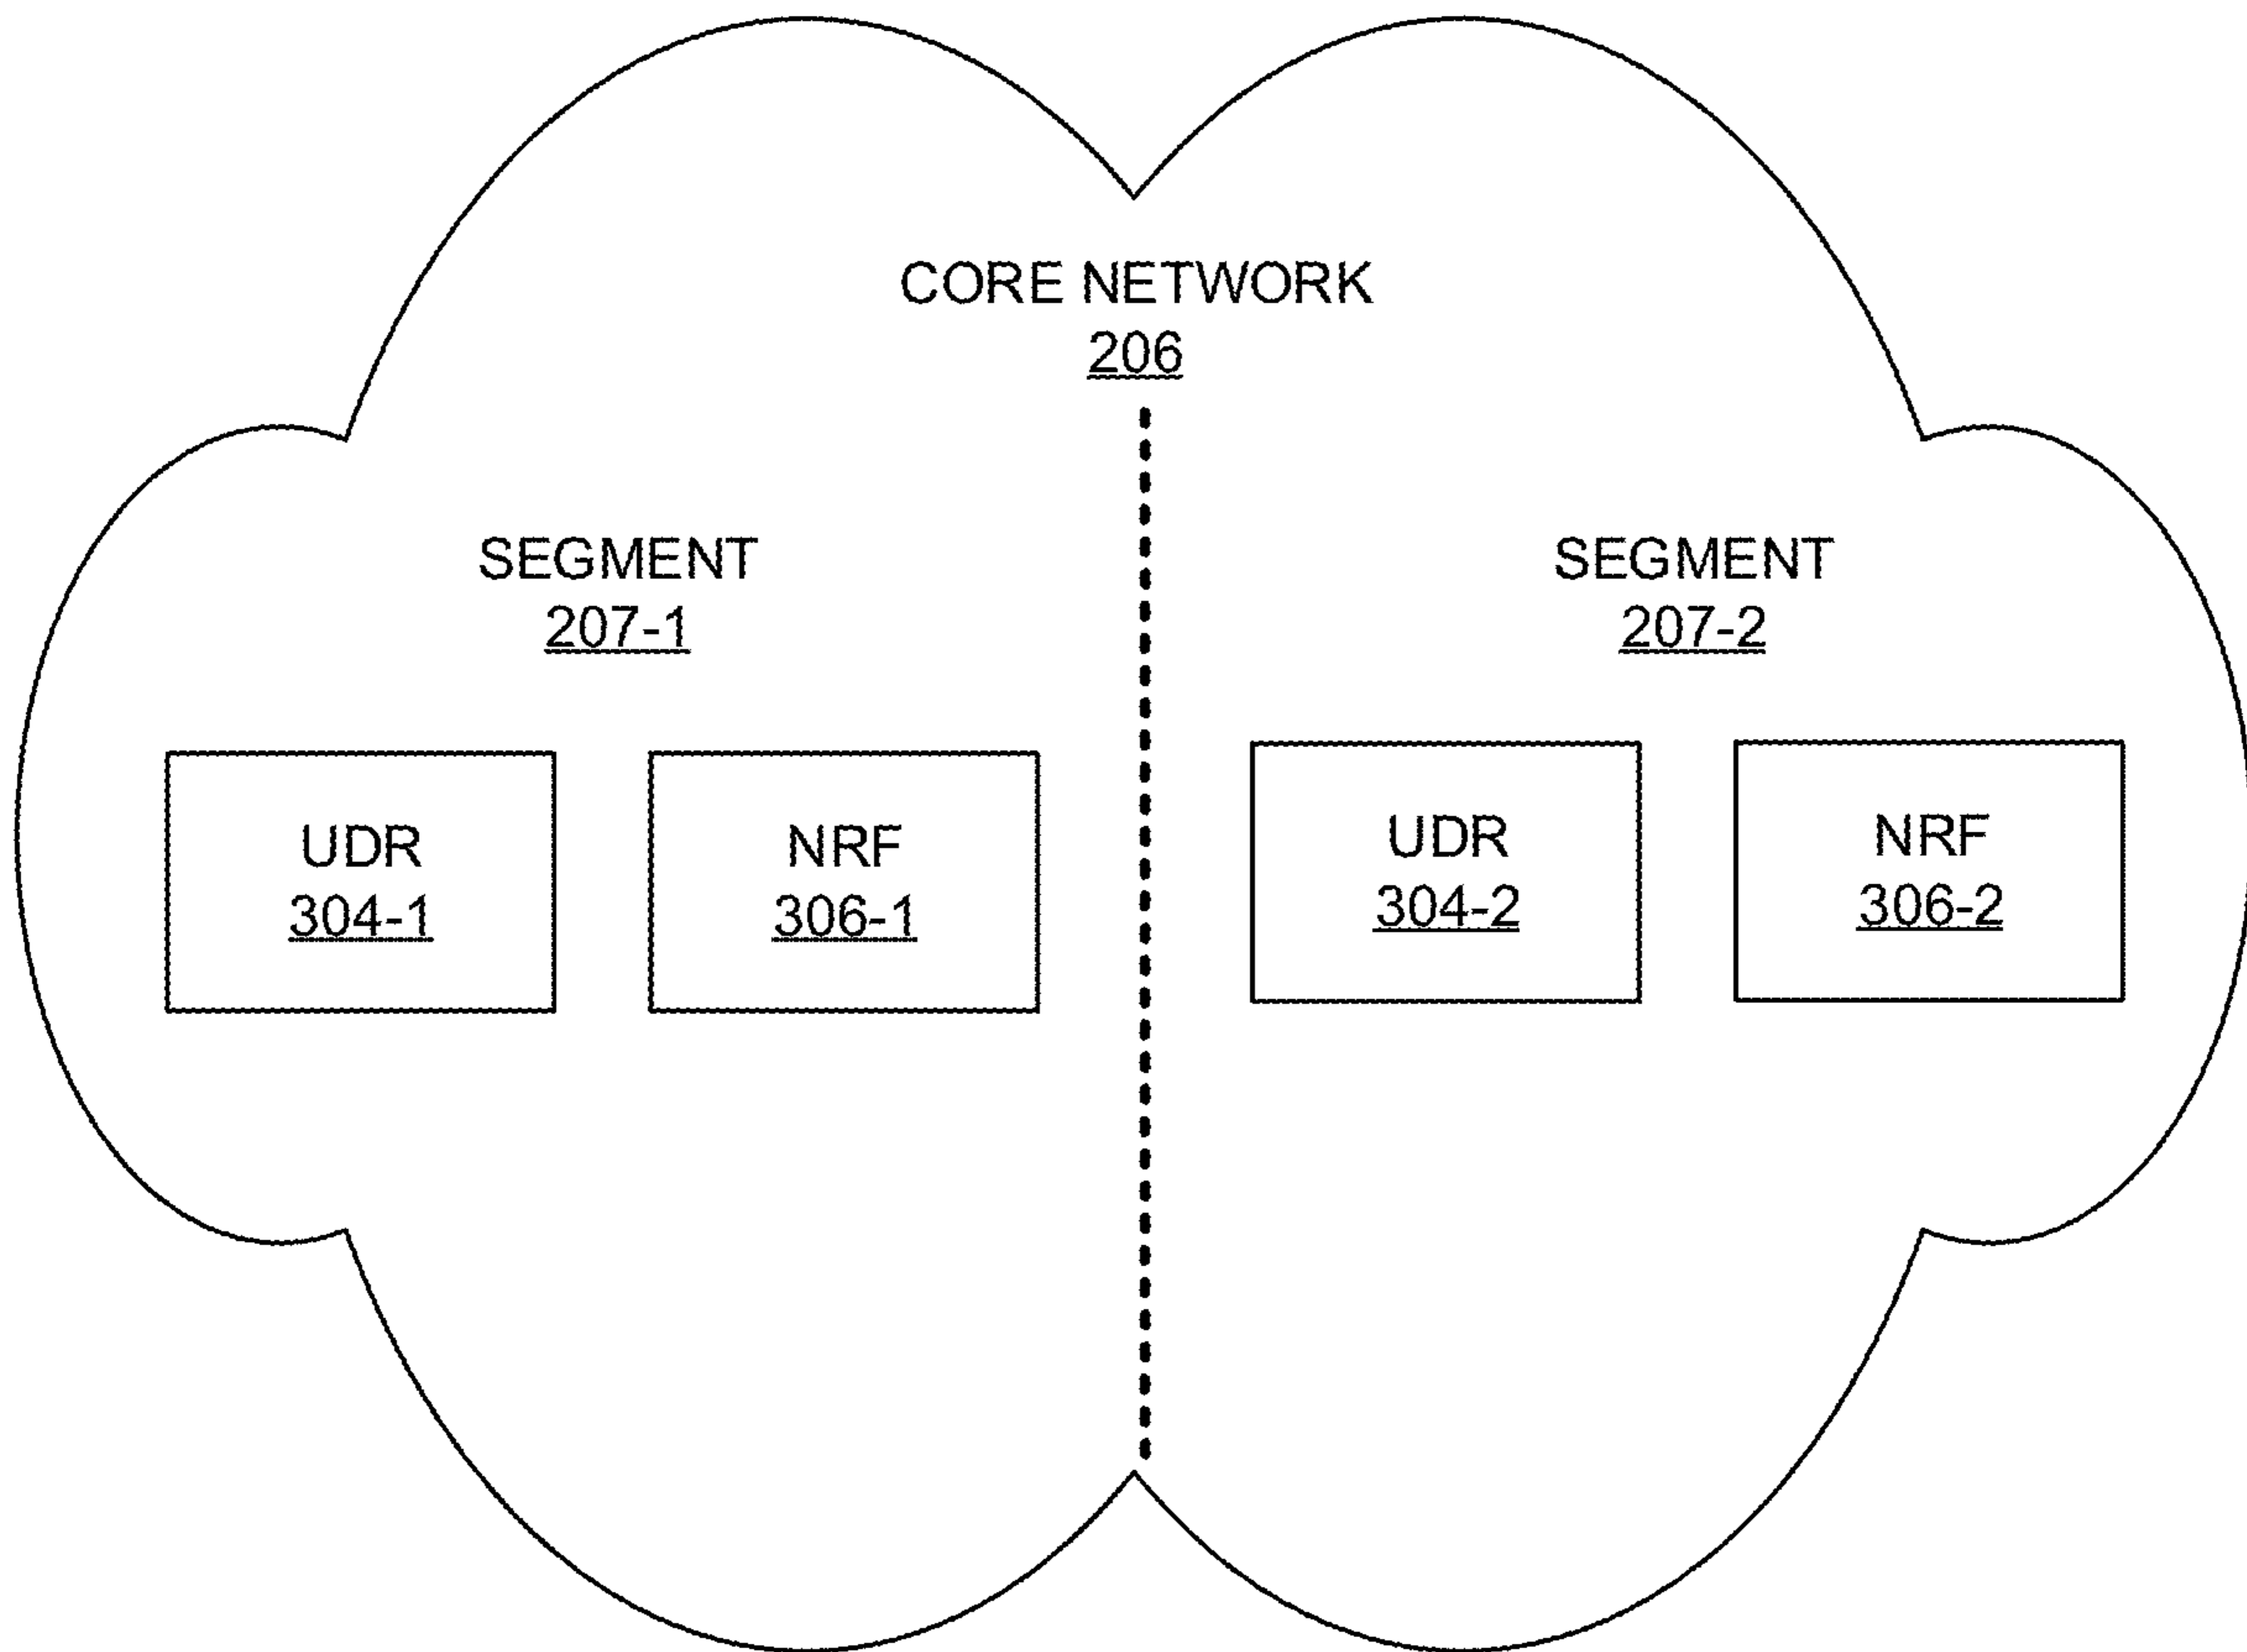 CORE NETWORK
206
SEGMENT
207-1
SEGMENT
207-2
UDR
304-1
NRF
306-1
UDR
304-2
NRF
306-2